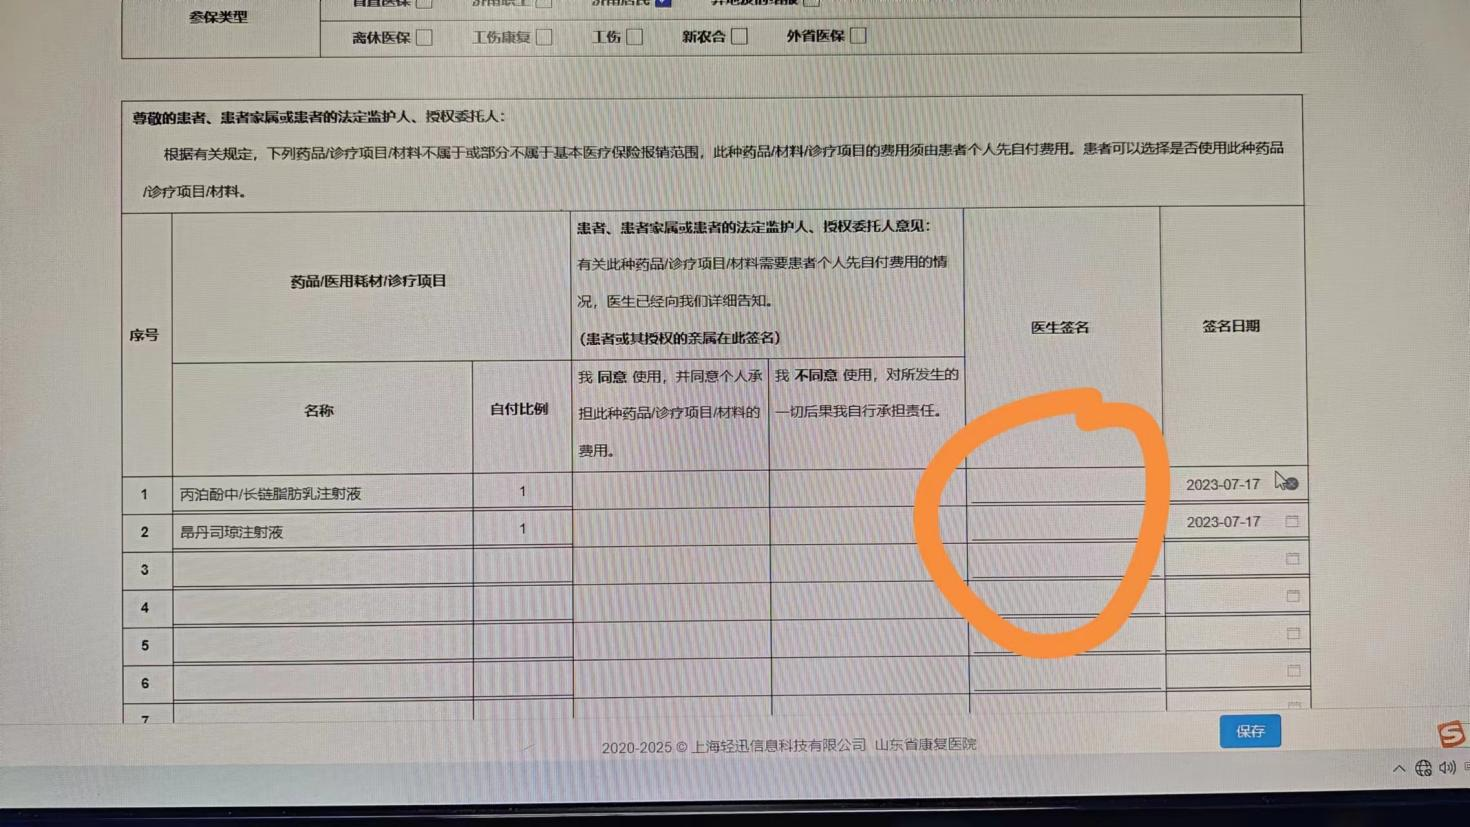 参保类型
济南居民
离休医保 工伤康复 工伤 新农合 外省医保
尊敬的患者、患者家属或患者的法定监护人、授权委托人：
根据有关规定，下列药品/诊疗项目/材料不属于或部分不属于基本医疗保险报销范围，此种药品/材料/诊疗项目的费用须由患者个人先自付费用。患者可以选择是否使用此种药品
/诊疗项目/材料。
序号
药品/医用耗材/诊疗项目
患者、患者家属或患者的法定监护人、授权委托人意见：
有关此种药品/诊疗项目/材料需要患者个人先自付费用的情
况，医生已经向我们详细告知。
（患者或其授权的亲属在此签名）
医生签名
签名日期
名称
自付比例
我 同意 使用，并同意个人承
担此种药品/诊疗项目/材料的
费用。
我 不同意 使用，对所发生的
一切后果我自行承担责任。
1 丙泊酚中/长链脂肪乳注射液 1 2023-07-17
2 昂丹司琼注射液 1 2023-07-17
3
4
5
6
7
保存
2020-2025 © 上海轻迅信息科技有限公司 山东省康复医院